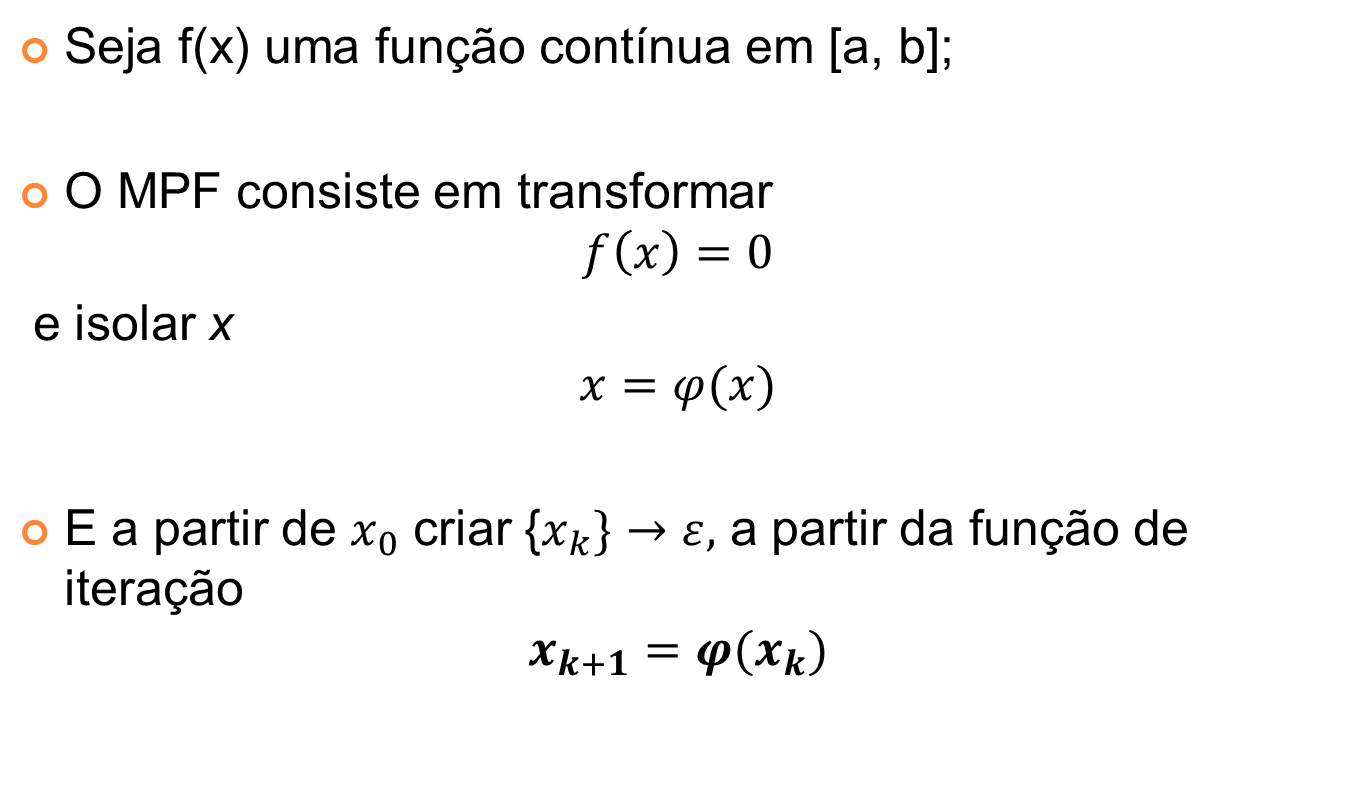 Seja f(x) uma função contínua em [a, b];
O MPF consiste em transformar
f(x) = 0
e isolar x
x = φ(x)
E a partir de x₀ criar {xₖ} → ε, a partir da função de
iteração
xₖ₊₁ = φ(xₖ)